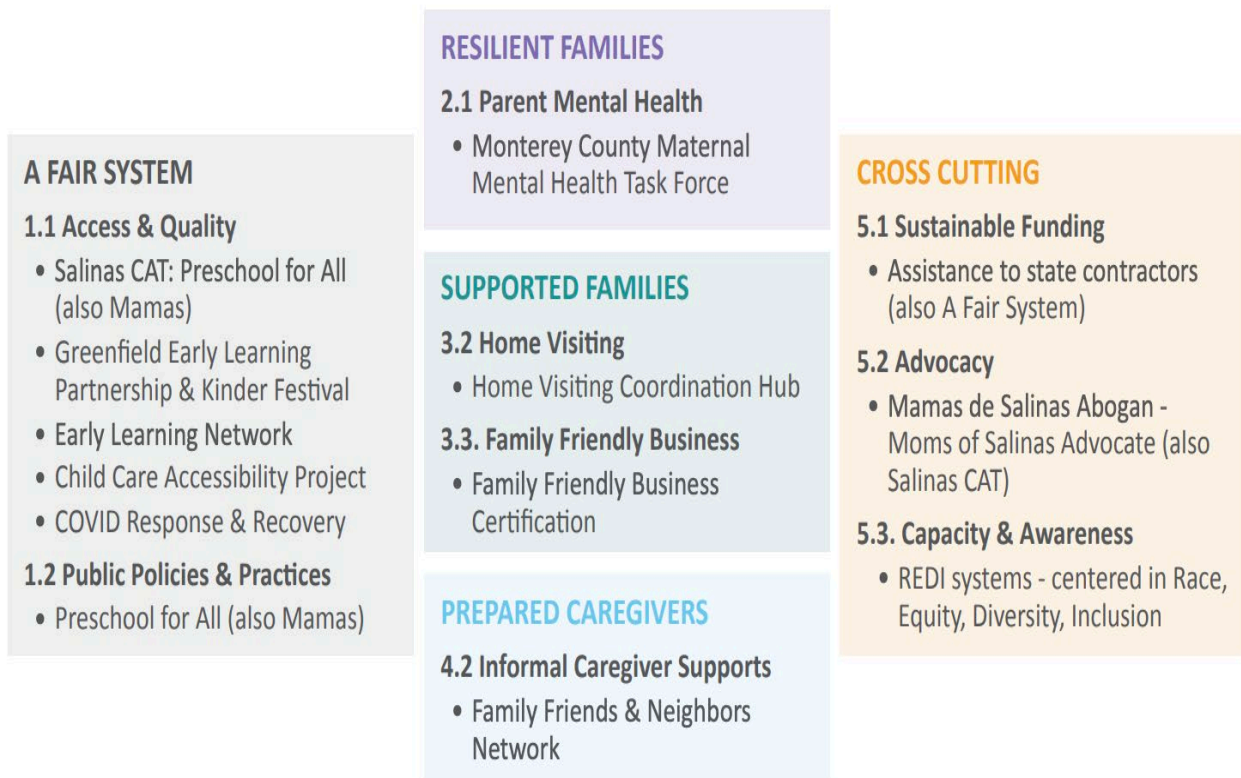 A FAIR SYSTEM
1.1 Access & Quality
• Salinas CAT: Preschool for All
(also Mamas)
• Greenfield Early Learning
Partnership & Kinder Festival
• Early Learning Network
• Child Care Accessibility Project
• COVID Response & Recovery
1.2 Public Policies & Practices
• Preschool for All (also Mamas)
RESILIENT FAMILIES
2.1 Parent Mental Health
• Monterey County Maternal
Mental Health Task Force
SUPPORTED FAMILIES
3.2 Home Visiting
• Home Visiting Coordination Hub
3.3. Family Friendly Business
• Family Friendly Business
Certification
PREPARED CAREGIVERS
4.2 Informal Caregiver Supports
• Family Friends & Neighbors
Network
CROSS CUTTING
5.1 Sustainable Funding
• Assistance to state contractors
(also A Fair System)
5.2 Advocacy
• Mamas de Salinas Abogan -
Moms of Salinas Advocate (also
Salinas CAT)
5.3. Capacity & Awareness
• REDI systems - centered in Race,
Equity, Diversity, Inclusion